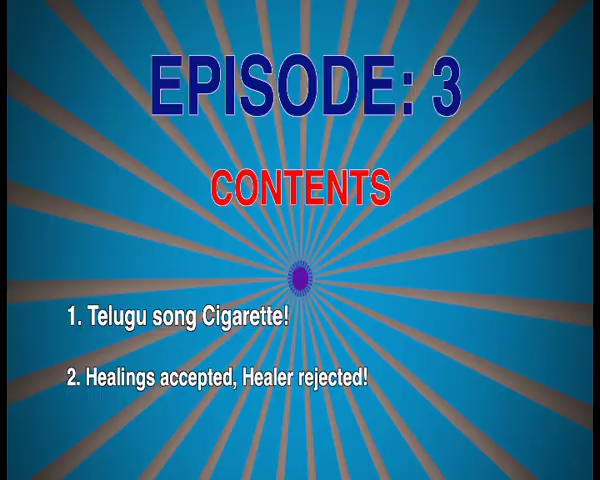 EPISODE: 3
CONTENTS
1. Telugu song Cigarette!
2. Healings accepted, Healer rejected!